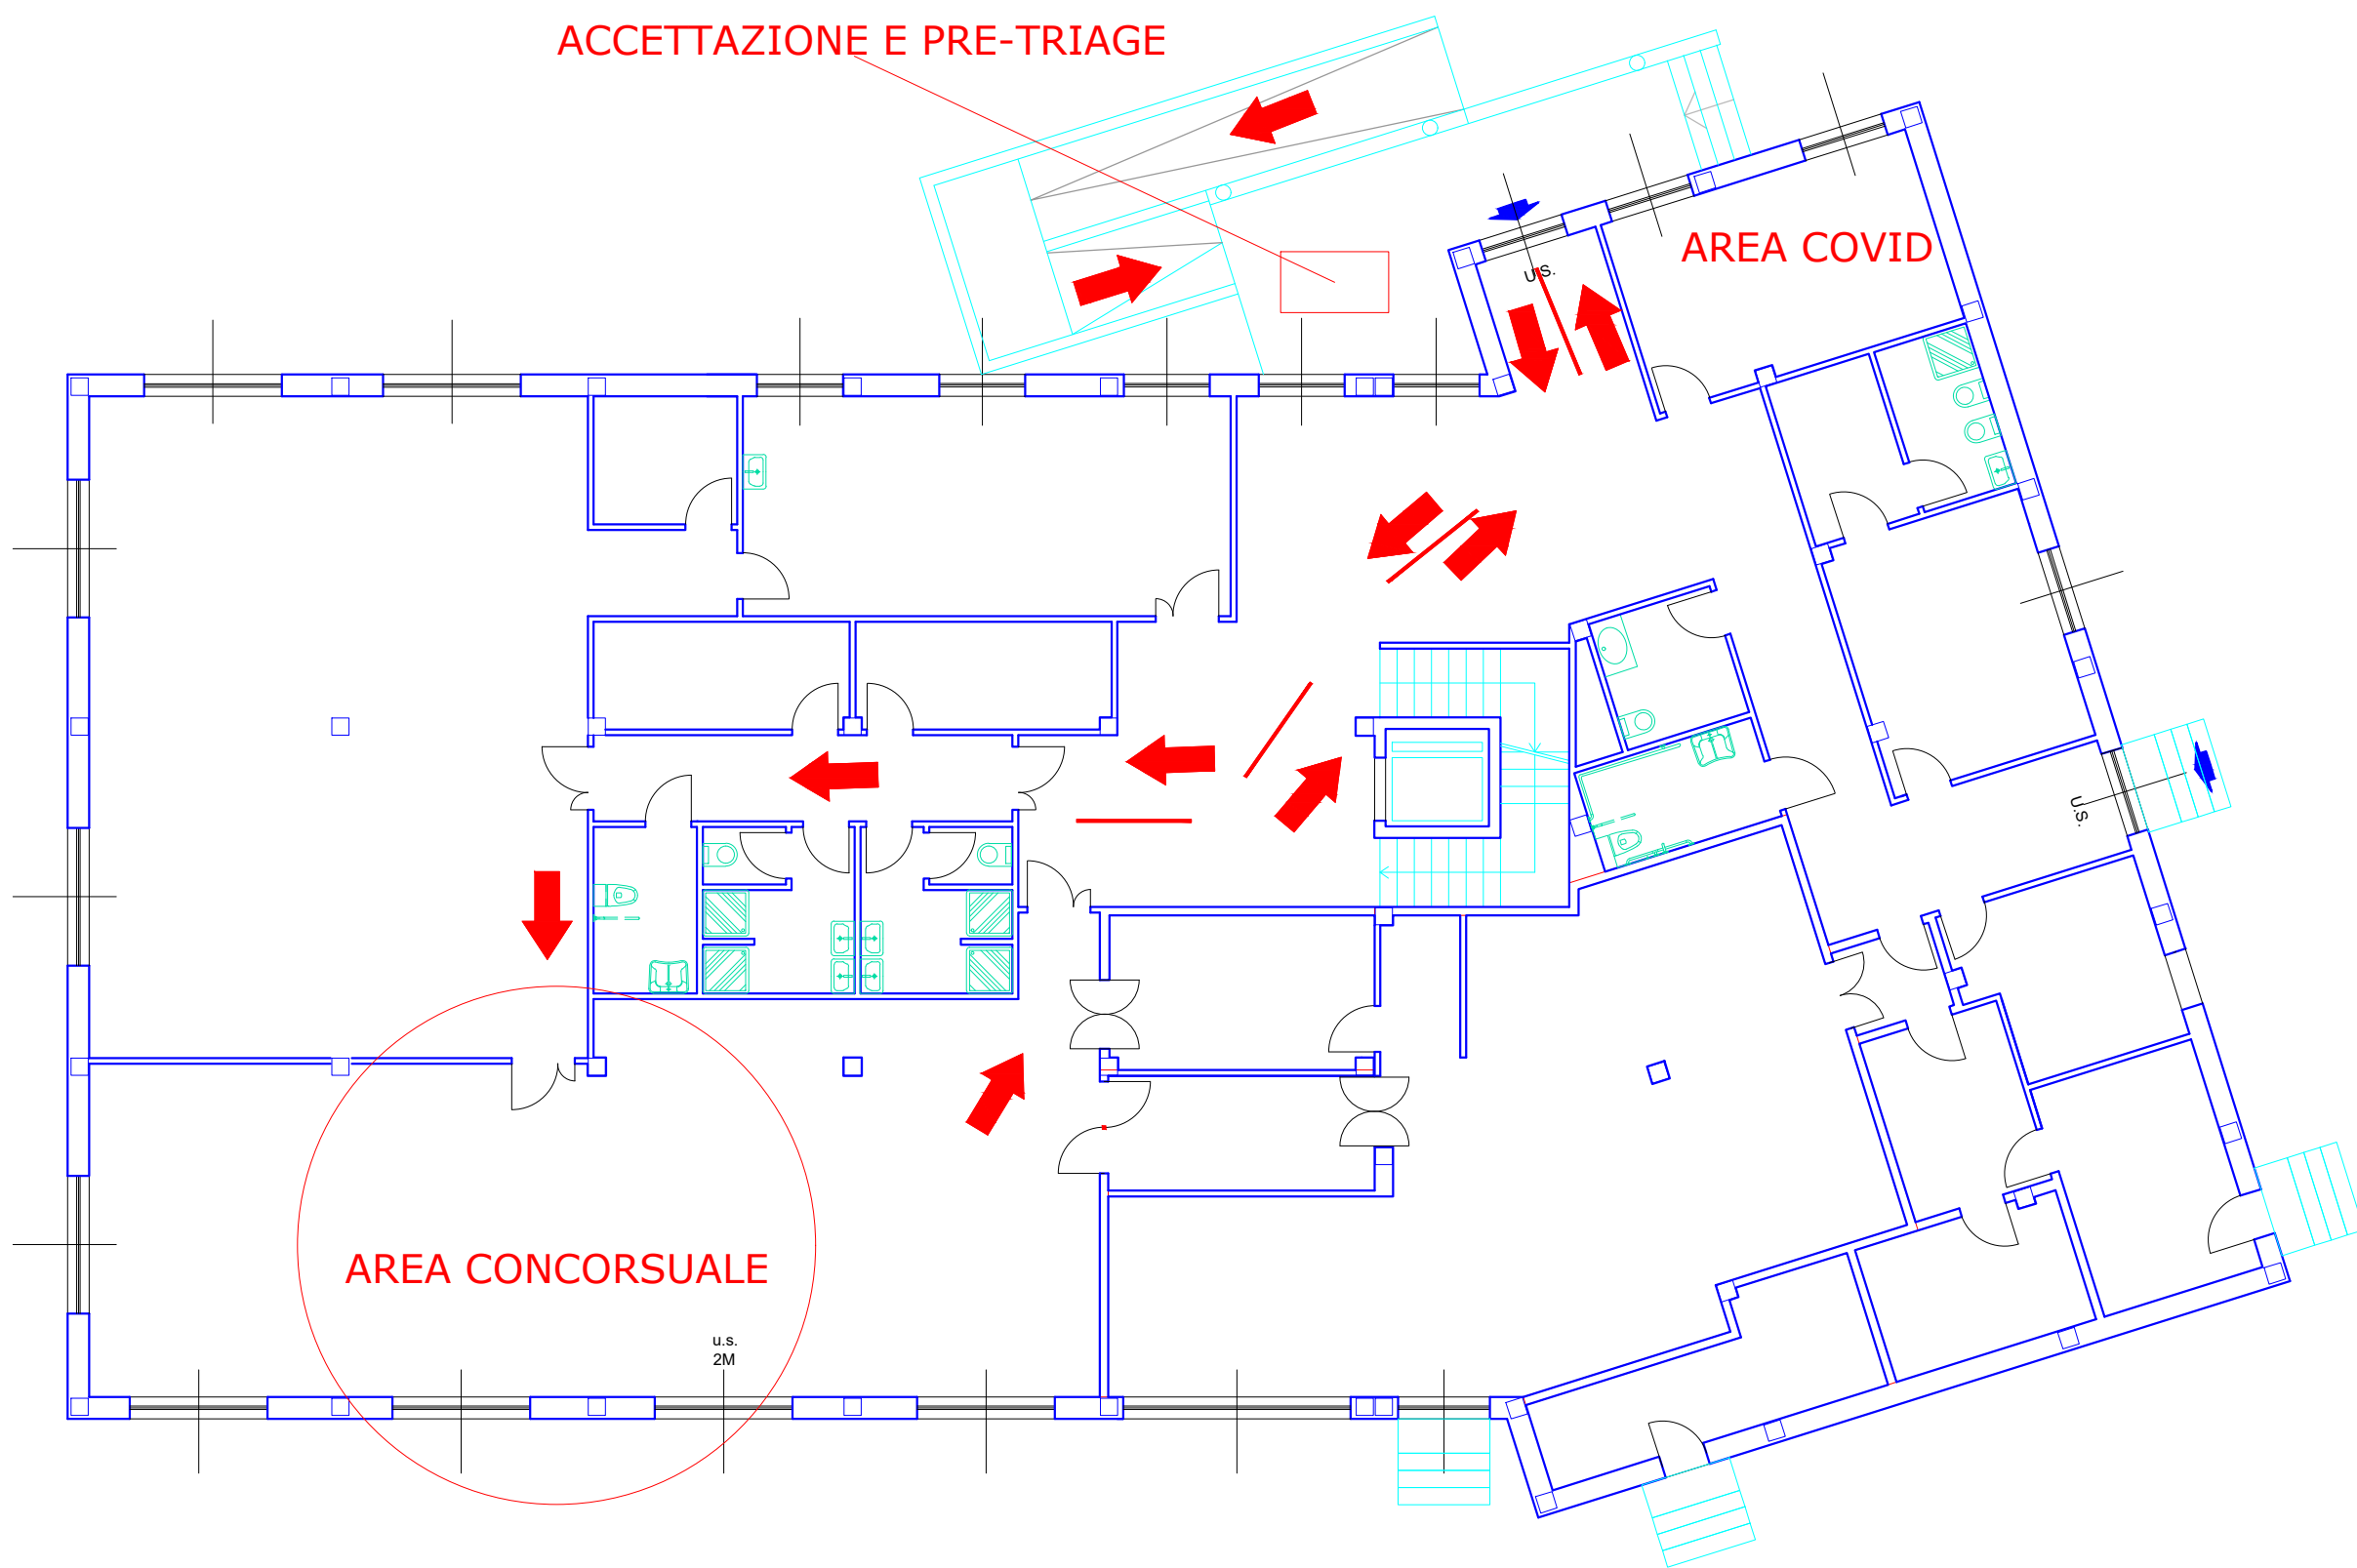 ACCETTAZIONE E PRE-TRIAGE
AREA COVID
U.S.
U.S.
AREA CONCORSUALE
u.s.
2M